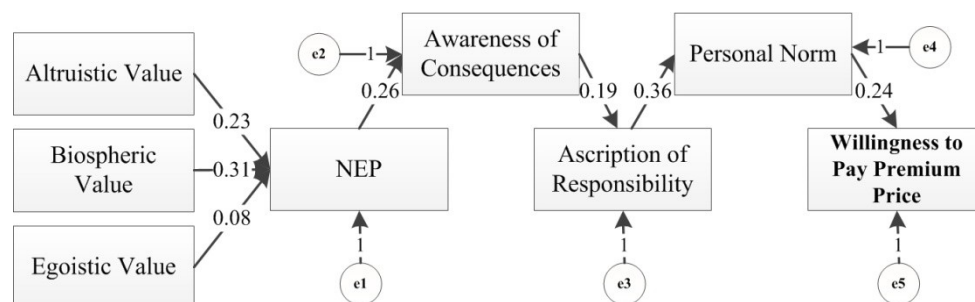 Altruistic Value
Biospheric
Value
Egoistic Value
0.23
0.31
0.08
NEP
1
e1
e2
1
0.26
Awareness of
Consequences
0.19
Ascription of
Responsibility
1
e3
0.36
Personal Norm
1
e4
0.24
Willingness to
Pay Premium
Price
1
e5